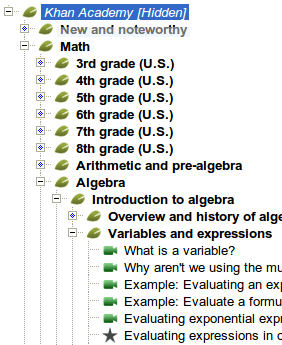 Khan Academy [Hidden]
New and noteworthy
Math
3rd grade (U.S.)
4th grade (U.S.)
5th grade (U.S.)
6th grade (U.S.)
7th grade (U.S.)
8th grade (U.S.)
Arithmetic and pre-algebra
Algebra
Introduction to algebra
Overview and history of alge
Variables and expressions
What is a variable?
Why aren't we using the mu
Example: Evaluating an exp
Example: Evaluate a formu
Evaluating exponential expr
Evaluating expressions in